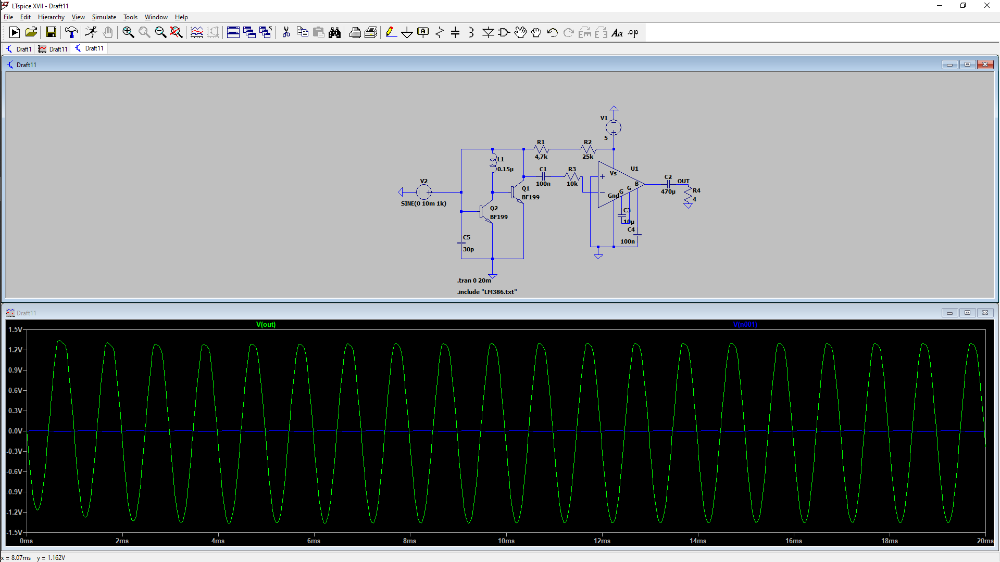 LTspice XVII - Draft11
File Edit Hierarchy View Simulate Tools Window Help
Draft1 Draft11 Draft11
Draft11
V1
5
R1
4,7k
R2
25k
L1
0.15µ
C1
100n
R3
10k
U1
Vs
+
−
Gnd
G
G
B
C2
470µ
OUT
R4
4
V2
SINE(0 10m 1k)
Q1
BF199
Q2
BF199
C3
10µ
C4
100n
C5
30p
.tran 0 20m
.include "LM386.txt"
Draft11
V(out) V(n001)
1.5V
1.2V
0.9V
0.6V
0.3V
0.0V
-0.3V
-0.6V
-0.9V
-1.2V
-1.5V
0ms 2ms 4ms 6ms 8ms 10ms 12ms 14ms 16ms 18ms 20ms
x = 8.07ms y = 1.162V